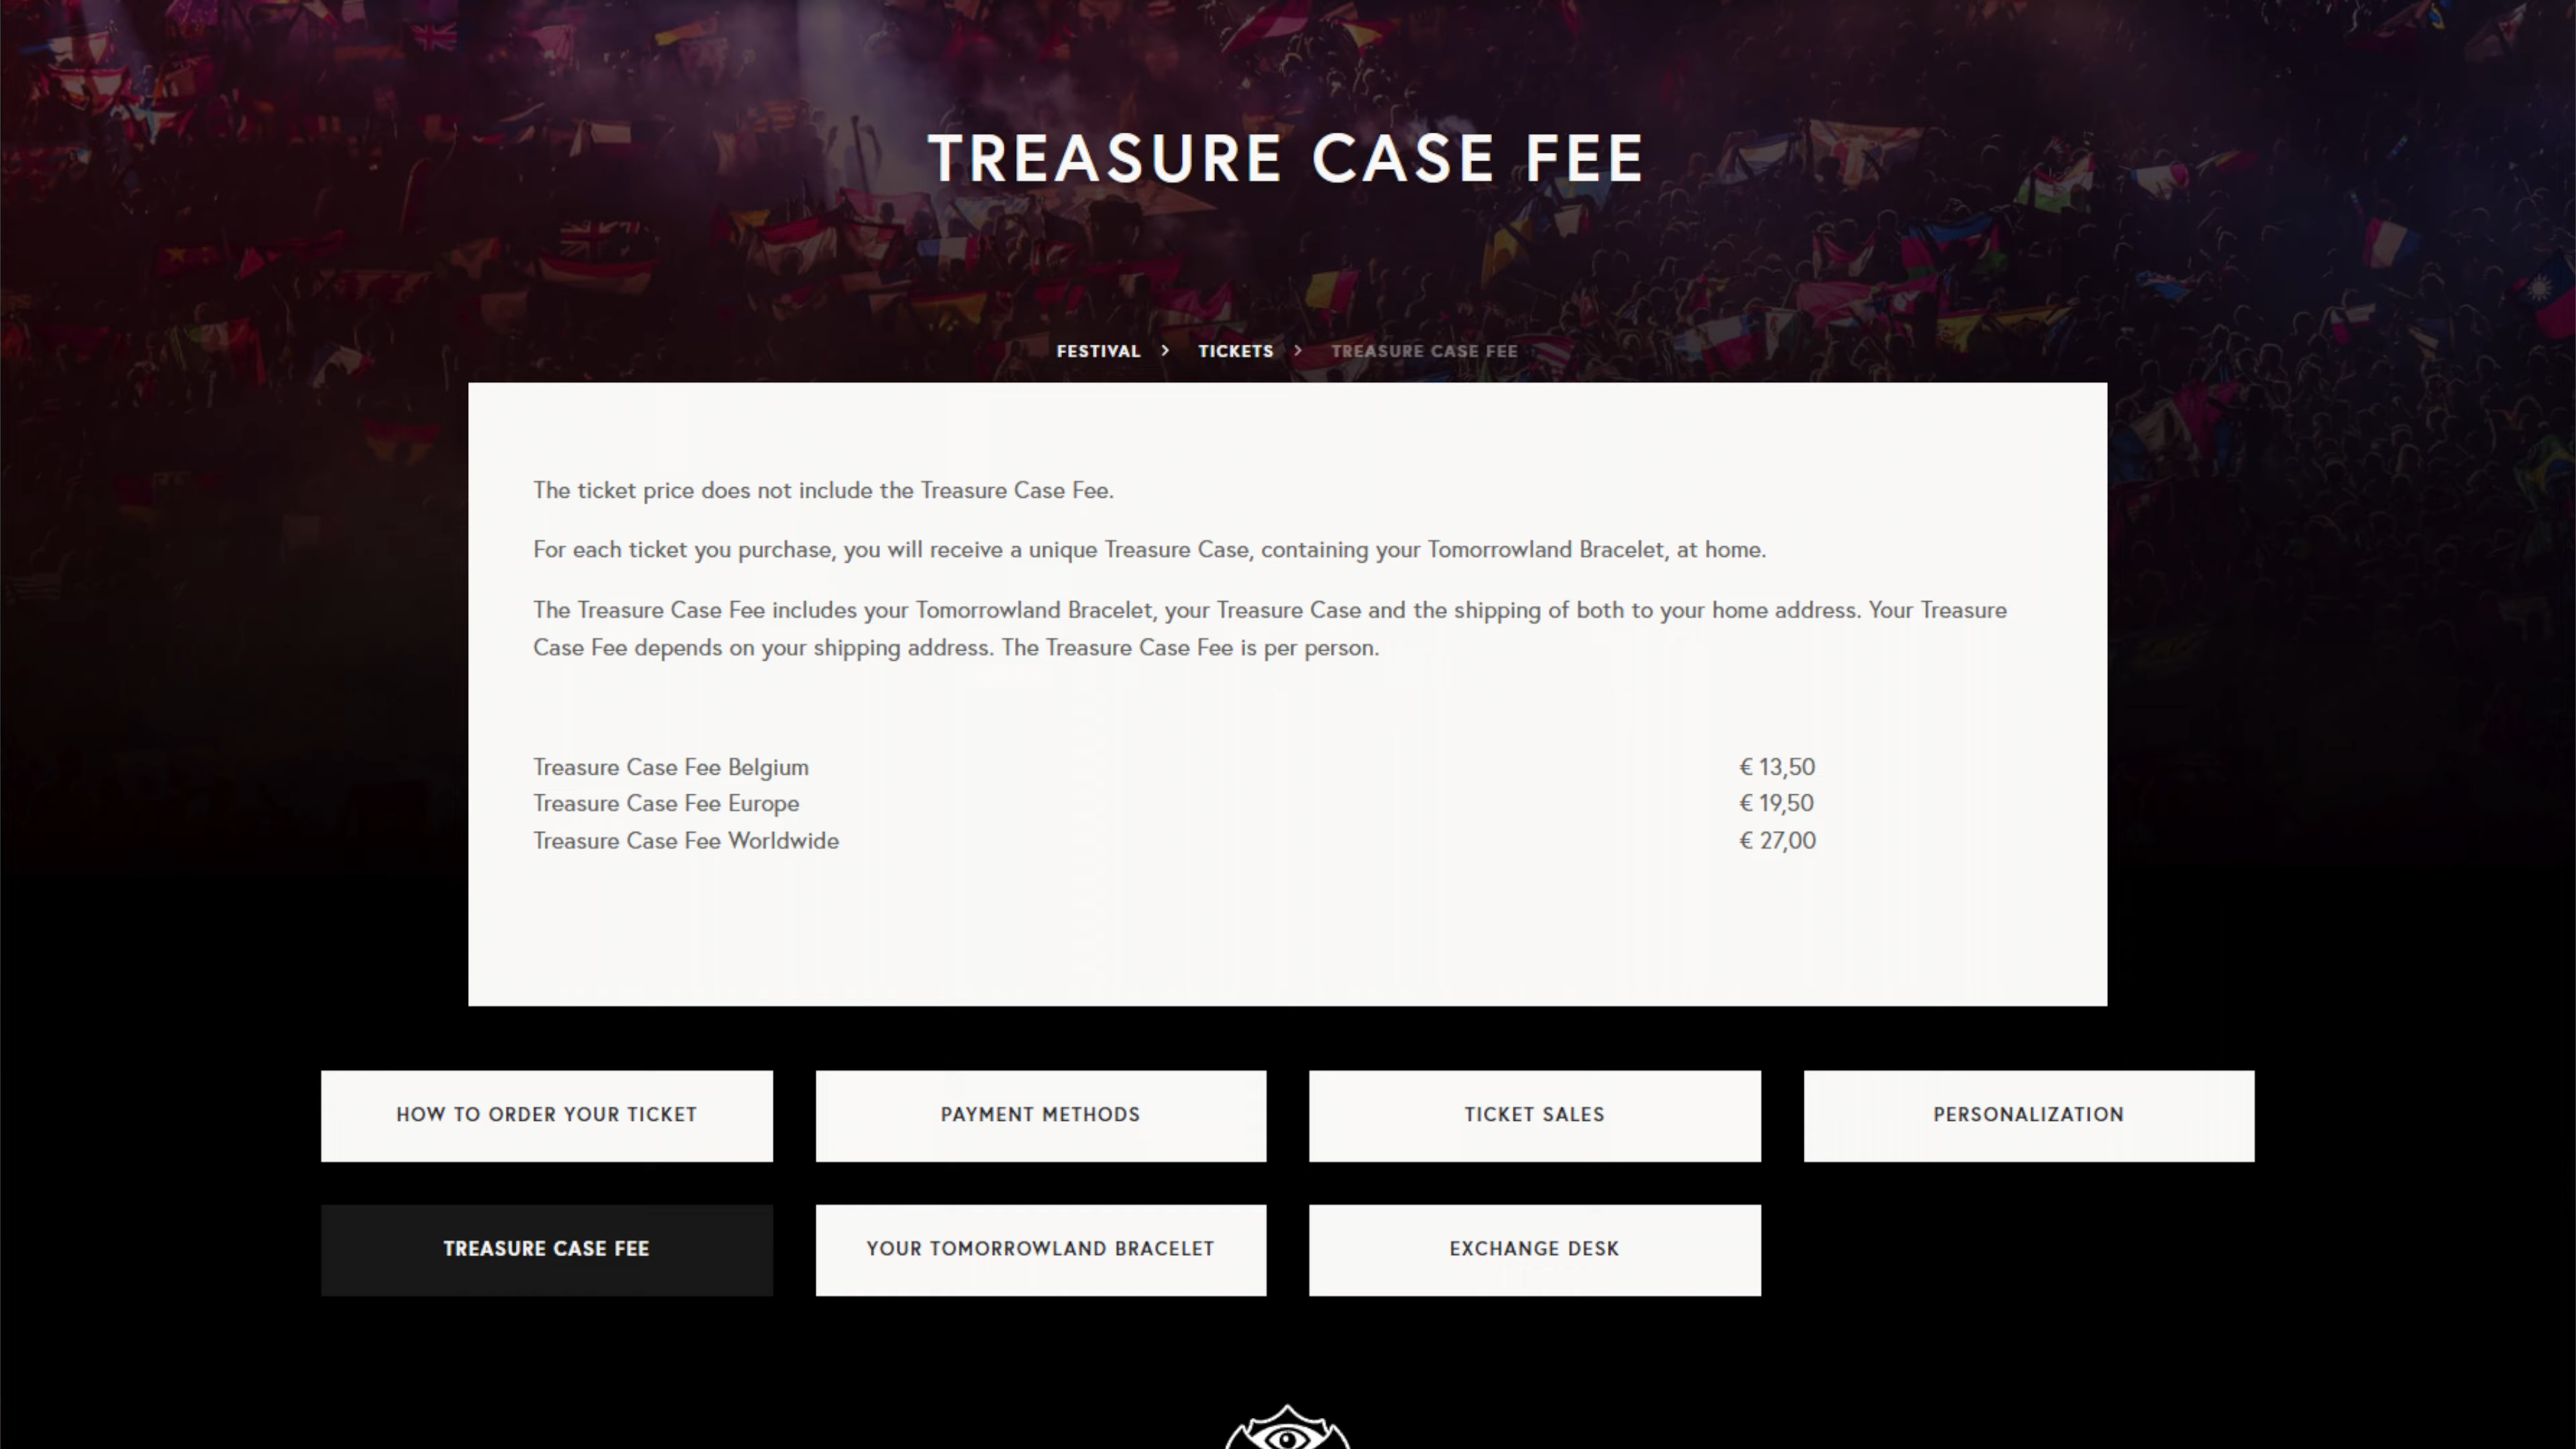 TREASURE CASE FEE
FESTIVAL > TICKETS > TREASURE CASE FEE
The ticket price does not include the Treasure Case Fee.
For each ticket you purchase, you will receive a unique Treasure Case, containing your Tomorrowland Bracelet, at home.
The Treasure Case Fee includes your Tomorrowland Bracelet, your Treasure Case and the shipping of both to your home address. Your Treasure
Case Fee depends on your shipping address. The Treasure Case Fee is per person.
Treasure Case Fee Belgium € 13,50
Treasure Case Fee Europe € 19,50
Treasure Case Fee Worldwide € 27,00
HOW TO ORDER YOUR TICKET
PAYMENT METHODS
TICKET SALES
PERSONALIZATION
TREASURE CASE FEE
YOUR TOMORROWLAND BRACELET
EXCHANGE DESK